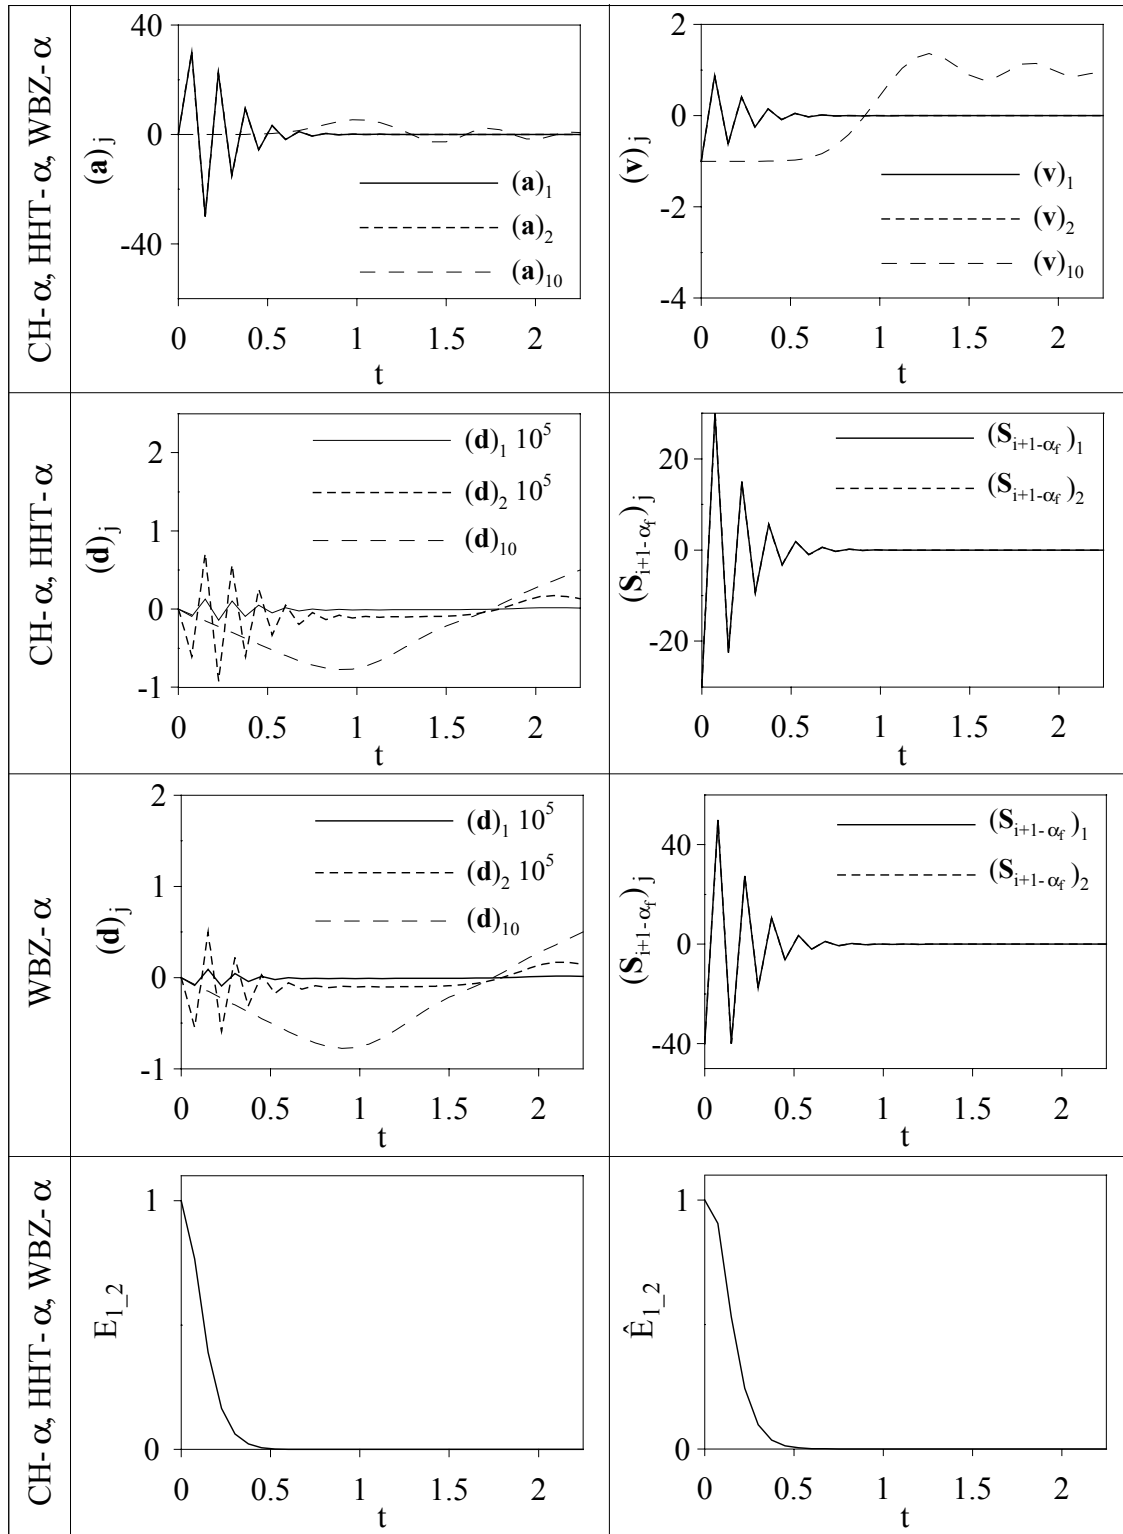 CH-α, HHT-α, WBZ-α
40
0
-40
(a)j
(a)1
(a)2
(a)10
0 0.5 1 1.5 2
t
2
0
-2
-4
(v)j
(v)1
(v)2
(v)10
0 0.5 1 1.5 2
t
CH-α, HHT-α
2
1
0
-1
(d)j
(d)1 10^5
(d)2 10^5
(d)10
0 0.5 1 1.5 2
t
20
0
-20
(Si+1-αf)j
(Si+1-αf)1
(Si+1-αf)2
0 0.5 1 1.5 2
t
WBZ-α
2
1
0
-1
(d)j
(d)1 10^5
(d)2 10^5
(d)10
0 0.5 1 1.5 2
t
40
0
-40
(Si+1-αf)j
(Si+1-αf)1
(Si+1-αf)2
0 0.5 1 1.5 2
t
CH-α, HHT-α, WBZ-α
1
0
E1_2
0 0.5 1 1.5 2
t
1
0
Ê1_2
0 0.5 1 1.5 2
t